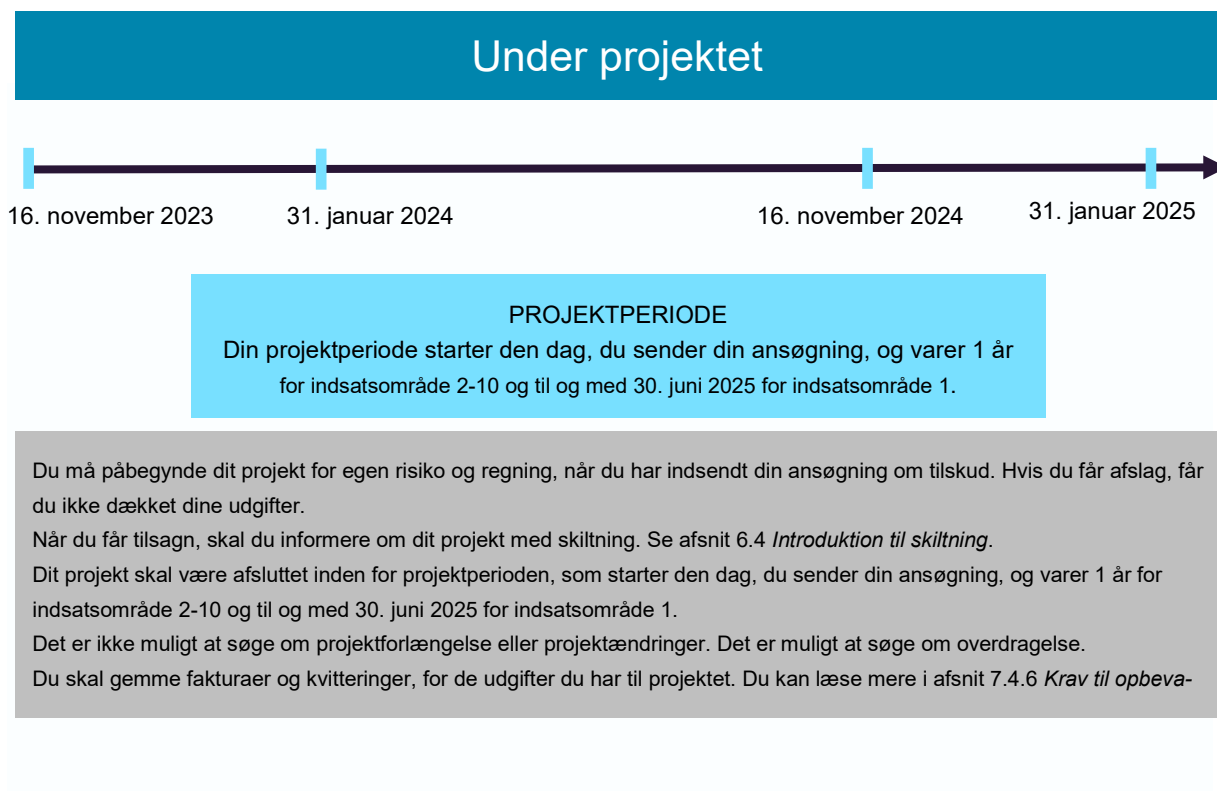 Under projektet
16. november 2023
31. januar 2024
16. november 2024
31. januar 2025
PROJEKTPERIODE
Din projektperiode starter den dag, du sender din ansøgning, og varer 1 år
for indsatsområde 2-10 og til og med 30. juni 2025 for indsatsområde 1.
Du må påbegynde dit projekt for egen risiko og regning, når du har indsendt din ansøgning om tilskud. Hvis du får afslag, får
du ikke dækket dine udgifter.
Når du får tilsagn, skal du informere om dit projekt med skiltning. Se afsnit 6.4 Introduktion til skiltning.
Dit projekt skal være afsluttet inden for projektperioden, som starter den dag, du sender din ansøgning, og varer 1 år for
indsatsområde 2-10 og til og med 30. juni 2025 for indsatsområde 1.
Det er ikke muligt at søge om projektforlængelse eller projektændringer. Det er muligt at søge om overdragelse.
Du skal gemme fakturaer og kvitteringer, for de udgifter du har til projektet. Du kan læse mere i afsnit 7.4.6 Krav til opbeva-